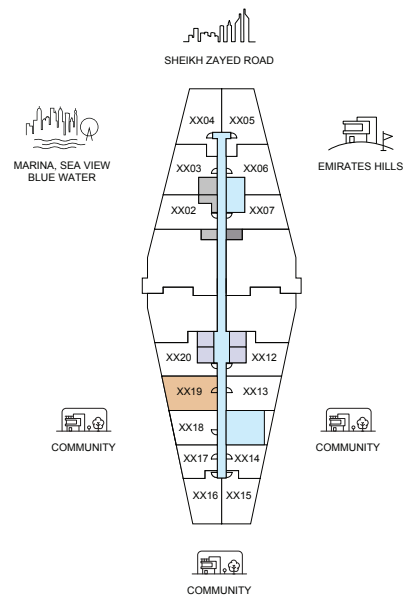 SHEIKH ZAYED ROAD
XX04 XX05
MARINA, SEA VIEW
BLUE WATER
XX03 XX06
EMIRATES HILLS
XX02 XX07
XX20 XX12
XX19 XX13
COMMUNITY
XX18
COMMUNITY
XX17 XX14
XX16 XX15
COMMUNITY